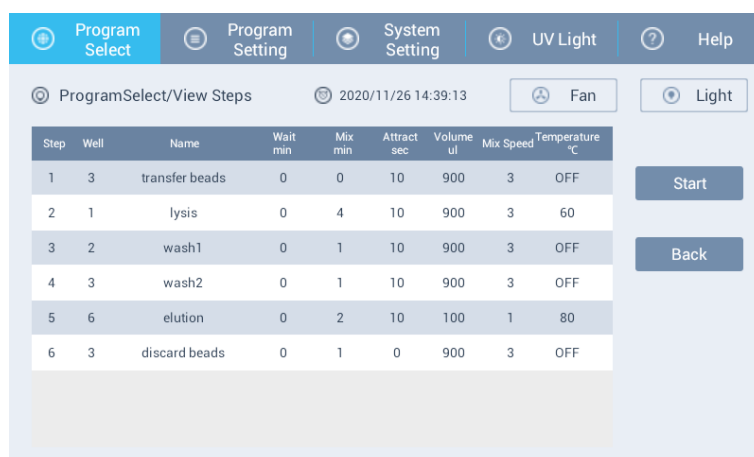 Program Select
Program Setting
System Setting
UV Light
Help
ProgramSelect/View Steps
2020/11/26 14:39:13
Fan
Light
Step Well Name Wait min Mix min Attract sec Volume ul Mix Speed Temperature ℃
1 3 transfer beads 0 0 10 900 3 OFF
2 1 lysis 0 4 10 900 3 60
3 2 wash1 0 1 10 900 3 OFF
4 3 wash2 0 1 10 900 3 OFF
5 6 elution 0 2 10 100 1 80
6 3 discard beads 0 1 0 900 3 OFF
Start
Back